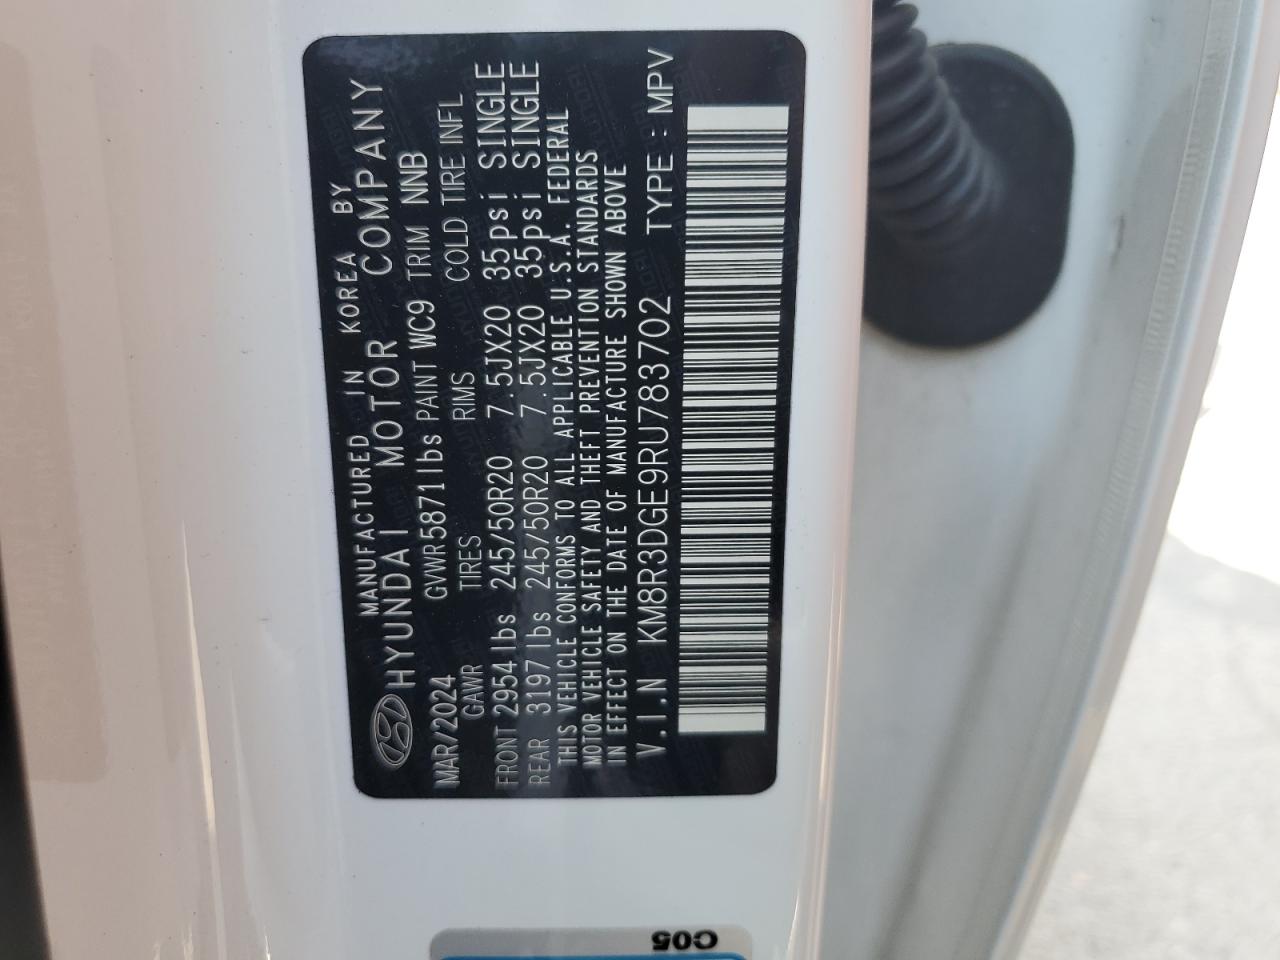 MANUFACTURED IN KOREA BY
HYUNDAI MOTOR COMPANY
MAR/2024 GVWR 5871lbs PAINT WC9 TRIM NNB
GAWR TIRES RIMS COLD TIRE INFL
FRONT 2954lbs 245/50R20 7.5JX20 35psi SINGLE
REAR 3197lbs 245/50R20 7.5JX20 35psi SINGLE
THIS VEHICLE CONFORMS TO ALL APPLICABLE U.S.A. FEDERAL
MOTOR VEHICLE SAFETY AND THEFT PREVENTION STANDARDS
IN EFFECT ON THE DATE OF MANUFACTURE SHOWN ABOVE
V.I.N KM8R3DGE9RU783702 TYPE : MPV
C05